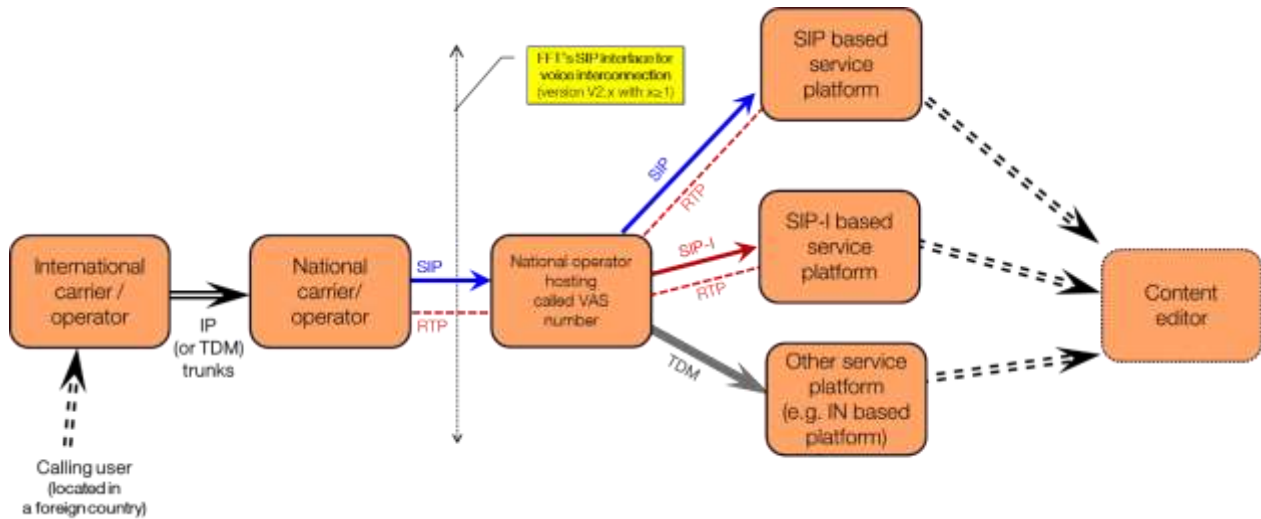 FFT's SIP interface for
voice interconnection
(version V2.x with x≥1)
SIP based
service
platform
SIP
RTP
SIP-I based
service
platform
SIP-I
RTP
International
carrier /
operator
National
carrier/
operator
SIP
RTP
National operator
hosting
called VAS
number
Content
editor
IP
(or TDM)
trunks
TDM
Other service
platform
(e.g. IN based
platform)
Calling user
(located in
a foreign country)